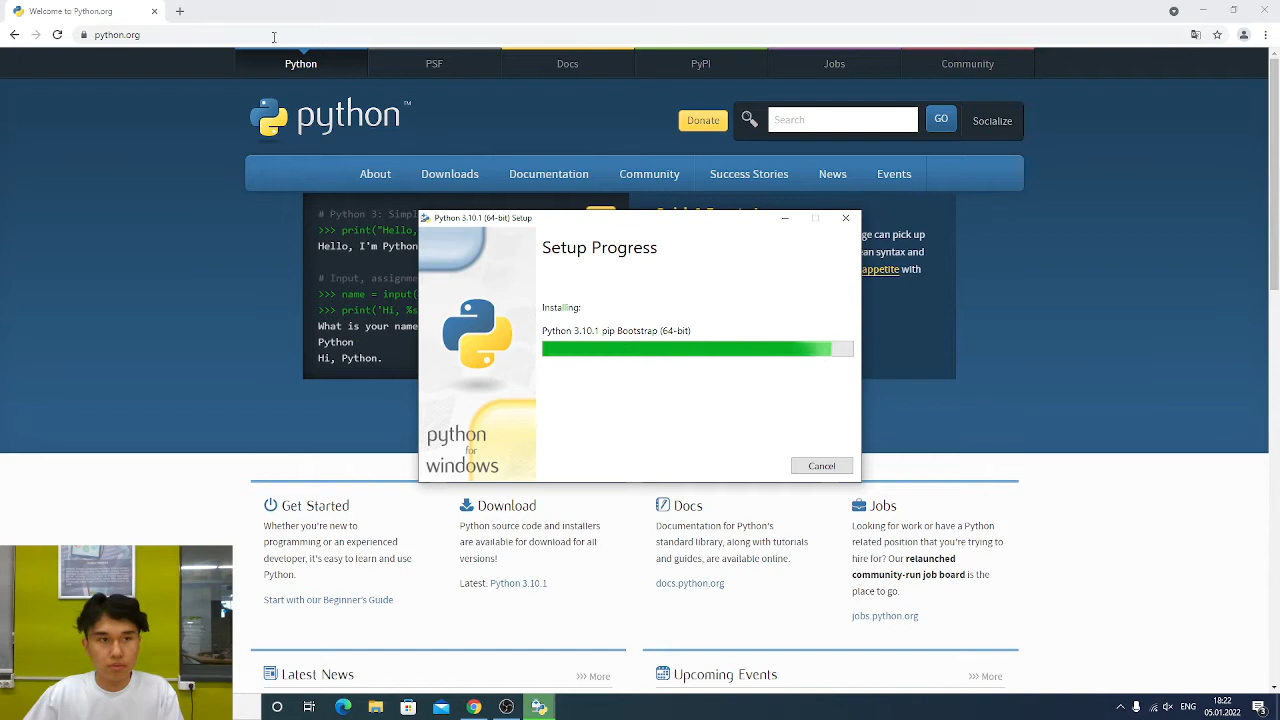 Welcome to Python.org
python.org
Python
PSF
Docs
PyPI
Jobs
Community
python™
Donate
Search
GO
Socialize
About
Downloads
Documentation
Community
Success Stories
News
Events
# Python 3: Simpl
>>> print("Hello,
Hello, I'm Python
# Input, assignme
>>> name = input(
>>> print('Hi, %s
What is your name
Python
Hi, Python.
ge can pick up
an syntax and
appetite with
Python 3.10.1 (64-bit) Setup
Setup Progress
Installing:
Python 3.10.1 pip Bootstrap (64-bit)
python
for
windows
Cancel
Get Started
Whether you're new to
programming or an experienced
developer, it's easy to learn and use
Python.
Start with our Beginner's Guide
Download
Python source code and installers
are available for download for all
versions!
Latest: Python 3.10.1
Docs
Documentation for Python's
standard library, along with tutorials
and guides, are available online.
docs.python.org
Jobs
Looking for work or have a Python
related position that you're trying to
hire for? Our relaunched
community-run job board is the
place to go.
jobs.python.org
Latest News
>>> More
Upcoming Events
>>> More
18:22
05.01.2022